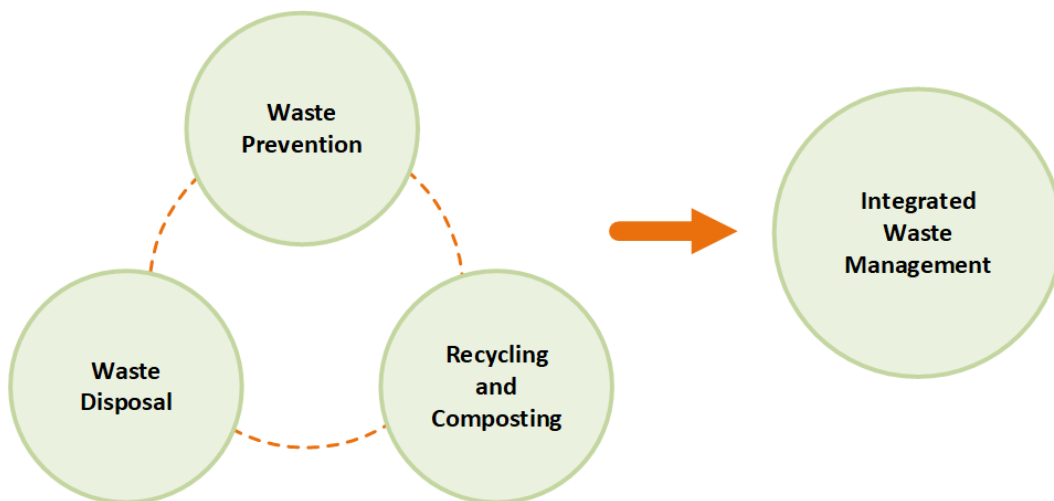 Waste
Prevention
Waste
Disposal
Recycling
and
Composting
Integrated
Waste
Management